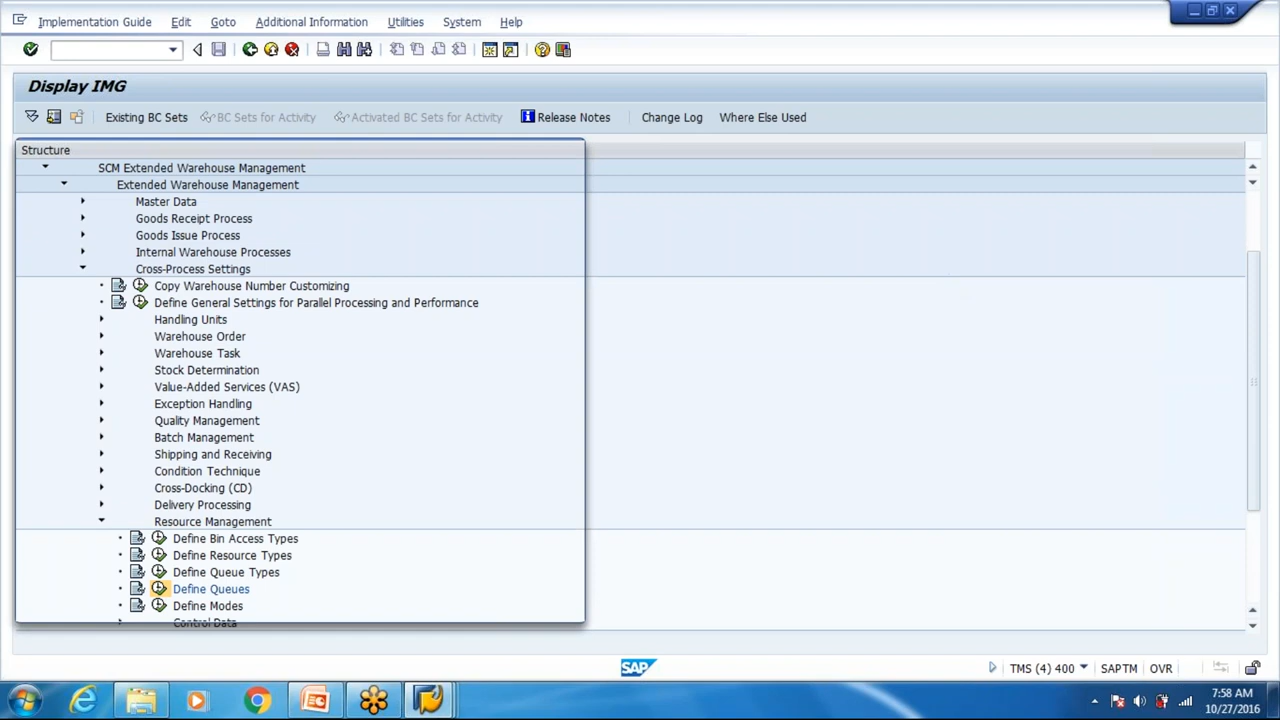 Implementation Guide Edit Goto Additional Information Utilities System Help
Display IMG
Existing BC Sets BC Sets for Activity Activated BC Sets for Activity Release Notes Change Log Where Else Used
Structure
SCM Extended Warehouse Management
Extended Warehouse Management
Master Data
Goods Receipt Process
Goods Issue Process
Internal Warehouse Processes
Cross-Process Settings
Copy Warehouse Number Customizing
Define General Settings for Parallel Processing and Performance
Handling Units
Warehouse Order
Warehouse Task
Stock Determination
Value-Added Services (VAS)
Exception Handling
Quality Management
Batch Management
Shipping and Receiving
Condition Technique
Cross-Docking (CD)
Delivery Processing
Resource Management
Define Bin Access Types
Define Resource Types
Define Queue Types
Define Queues
Define Modes
Control Data
SAP TMS (4) 400 SAPTM OVR
7:58 AM
10/27/2016